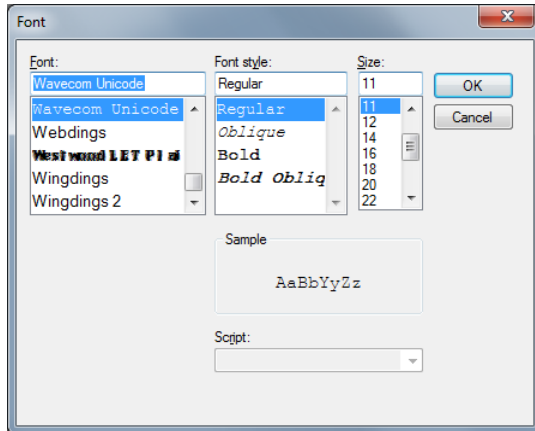 Font
Font: Font style: Size:
Wavecom Unicode Regular 11
Wavecom Unicode Regular 11
Webdings Oblique 12
Westwood LET Plai Bold 14
Wingdings Bold Obliq 16
Wingdings 2 18
20
22
OK
Cancel
Sample
AaBbYyZz
Script: